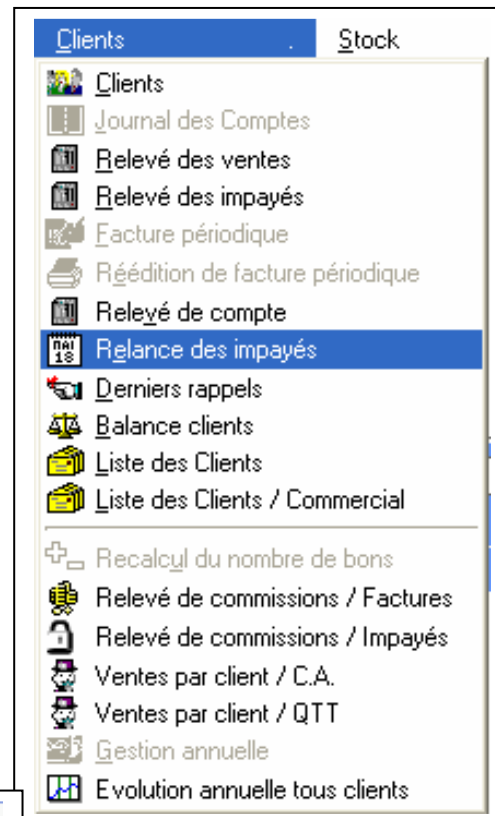 Clients . Stock
Clients
Journal des Comptes
Relevé des ventes
Relevé des impayés
Facture périodique
Réédition de facture périodique
Relevé de compte
MAI
18
Relance des impayés
Derniers rappels
Balance clients
Liste des Clients
Liste des Clients / Commercial
Recalcul du nombre de bons
Relevé de commissions / Factures
Relevé de commissions / Impayés
Ventes par client / C.A.
Ventes par client / QTT
Gestion annuelle
Evolution annuelle tous clients